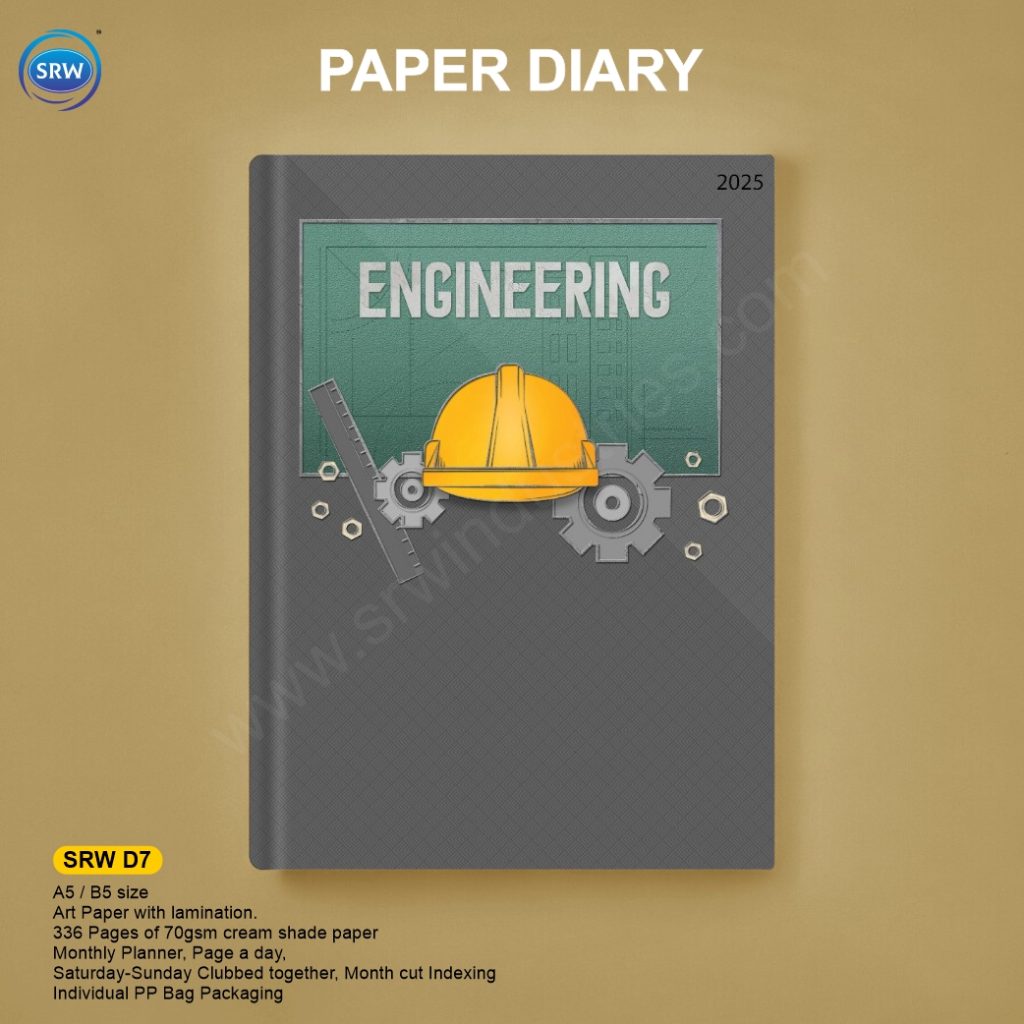 SRW
PAPER DIARY
2025
ENGINEERING
www.srwindustries.com
SRW D7
A5 / B5 size
Art Paper with lamination.
336 Pages of 70gsm cream shade paper
Monthly Planner, Page a day,
Saturday-Sunday Clubbed together, Month cut Indexing
Individual PP Bag Packaging